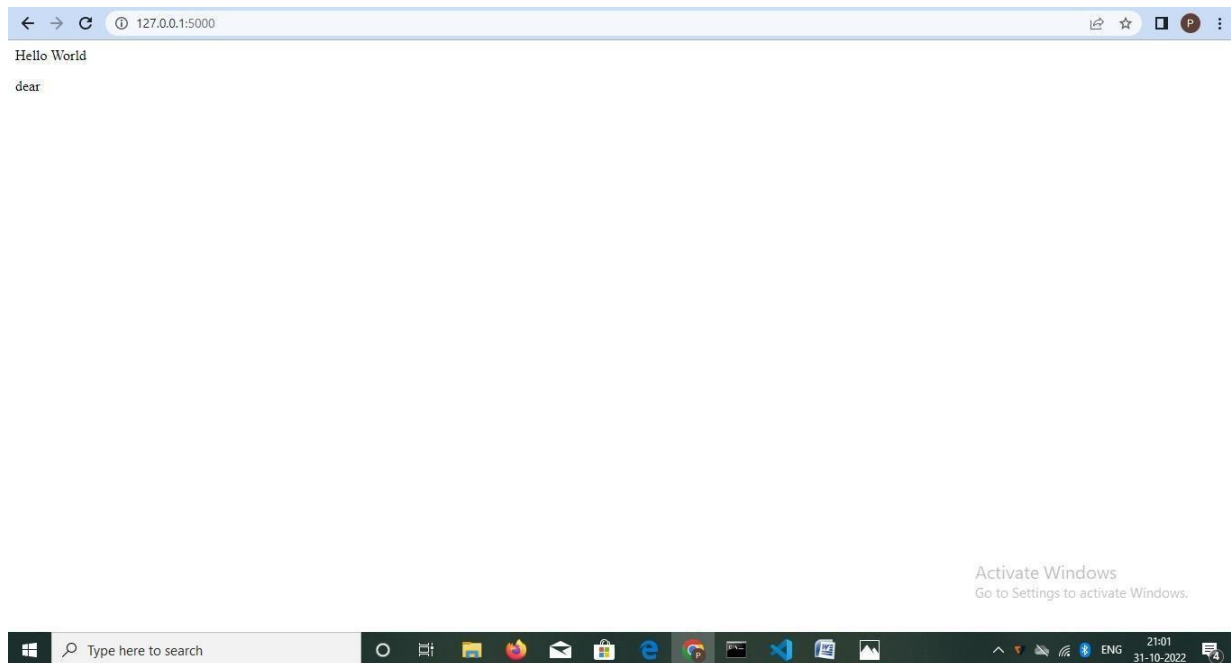 127.0.0.1:5000
P
Hello World
dear
Activate Windows
Go to Settings to activate Windows.
Type here to search
ENG
21:01
31-10-2022
4